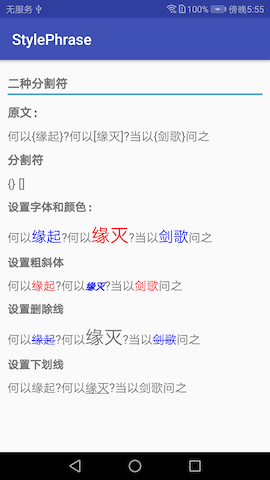 无服务 100% 傍晚5:55
StylePhrase
二种分割符
原文：
何以{缘起}?何以[缘灭]?当以{剑歌}问之
分割符
{} []
设置字体和颜色：
何以缘起?何以缘灭?当以剑歌问之
设置粗斜体
何以缘起?何以缘灭?当以剑歌问之
设置删除线
何以缘起?何以缘灭?当以剑歌问之
设置下划线
何以缘起?何以缘灭?当以剑歌问之